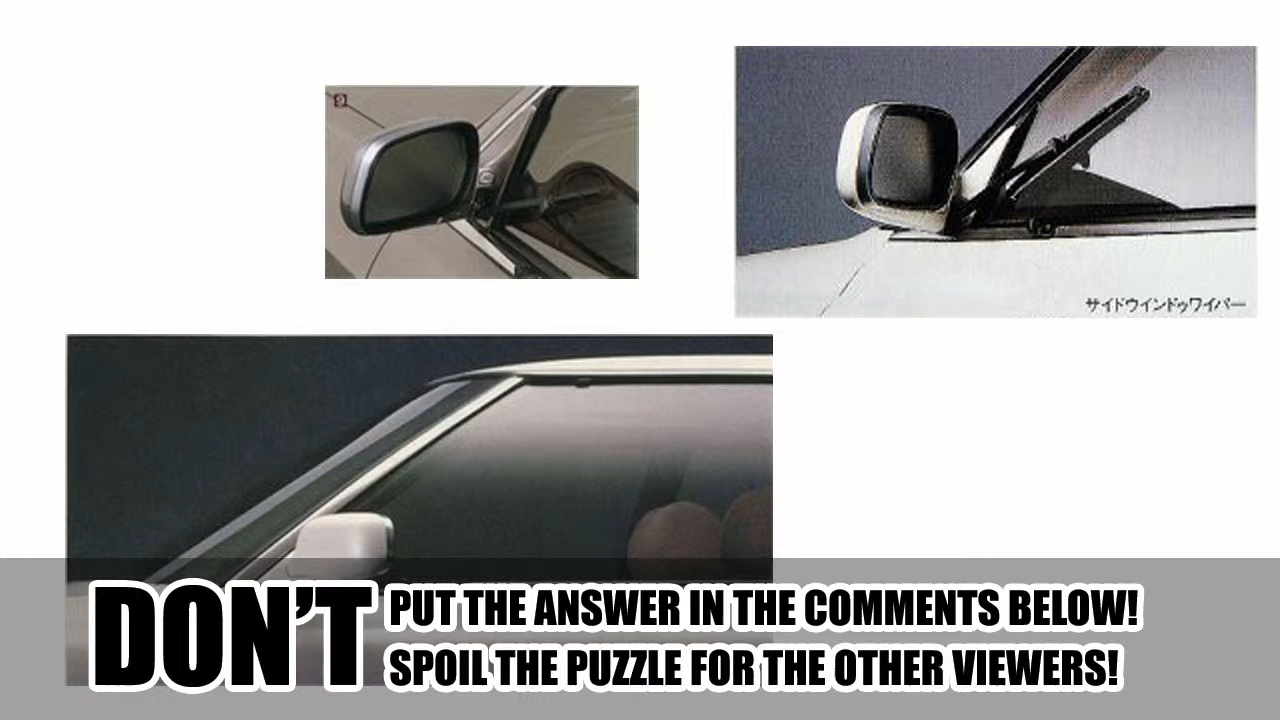 サイドウインドゥワイパー
DON'T
PUT THE ANSWER IN THE COMMENTS BELOW!
SPOIL THE PUZZLE FOR THE OTHER VIEWERS!